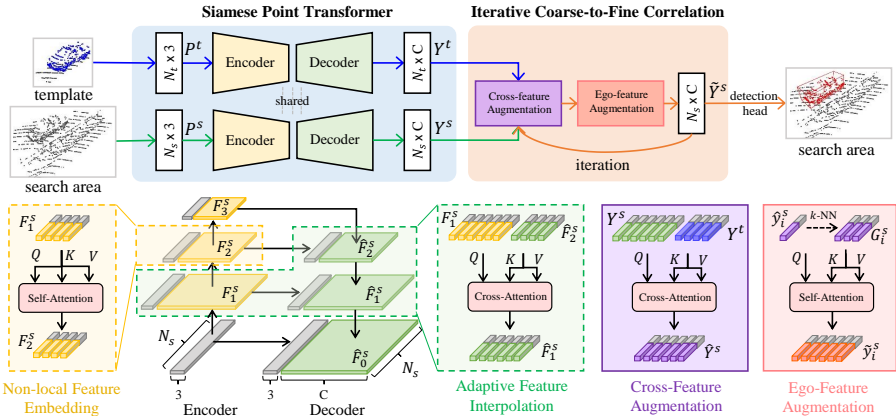 Siamese Point Transformer
Iterative Coarse-to-Fine Correlation
template
N_t × 3
P^t
Encoder
Decoder
N_t × C
Y^t
shared
search area
N_s × 3
P^s
Encoder
Decoder
N_s × C
Y^s
Cross-feature
Augmentation
Ego-feature
Augmentation
N_s × C
Ỹ^s
detection
head
iteration
search area
F_1^s
Q
K
V
Self-Attention
F_2^s
Non-local Feature
Embedding
F_3^s
F_2^s
F̂_2^s
F_1^s
F̂_1^s
N_s
F̂_0^s
N_s
3
3
C
Encoder
Decoder
F_1^s
F̂_2^s
Q
K
V
Cross-Attention
F̂_1^s
Adaptive Feature
Interpolation
Y^s
Y^t
Q
K
V
Cross-Attention
Ŷ^s
Cross-Feature
Augmentation
ŷ_i^s
k-NN
G_i^s
Q
K
V
Self-Attention
ỹ_i^s
Ego-Feature
Augmentation